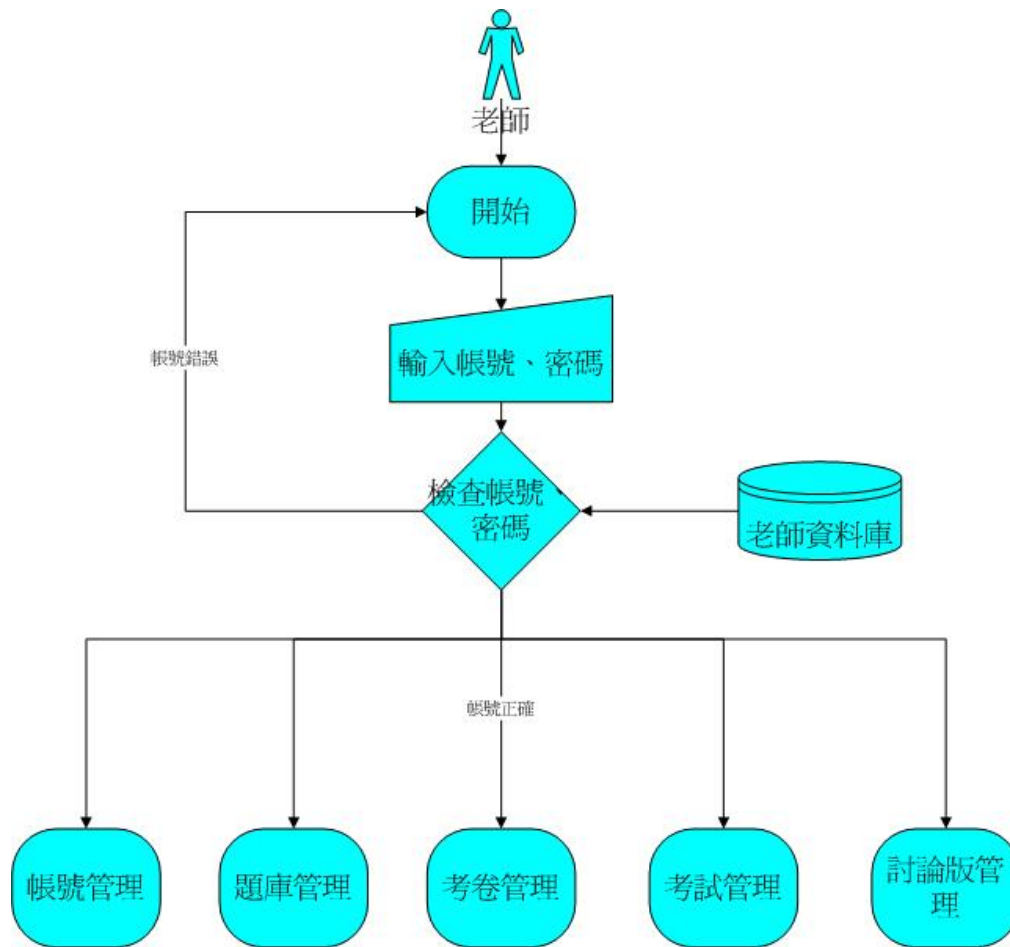 老師
開始
帳號錯誤
輸入帳號、密碼
檢查帳號、
密碼
老師資料庫
帳號正確
帳號管理
題庫管理
考卷管理
考試管理
討論版管
理